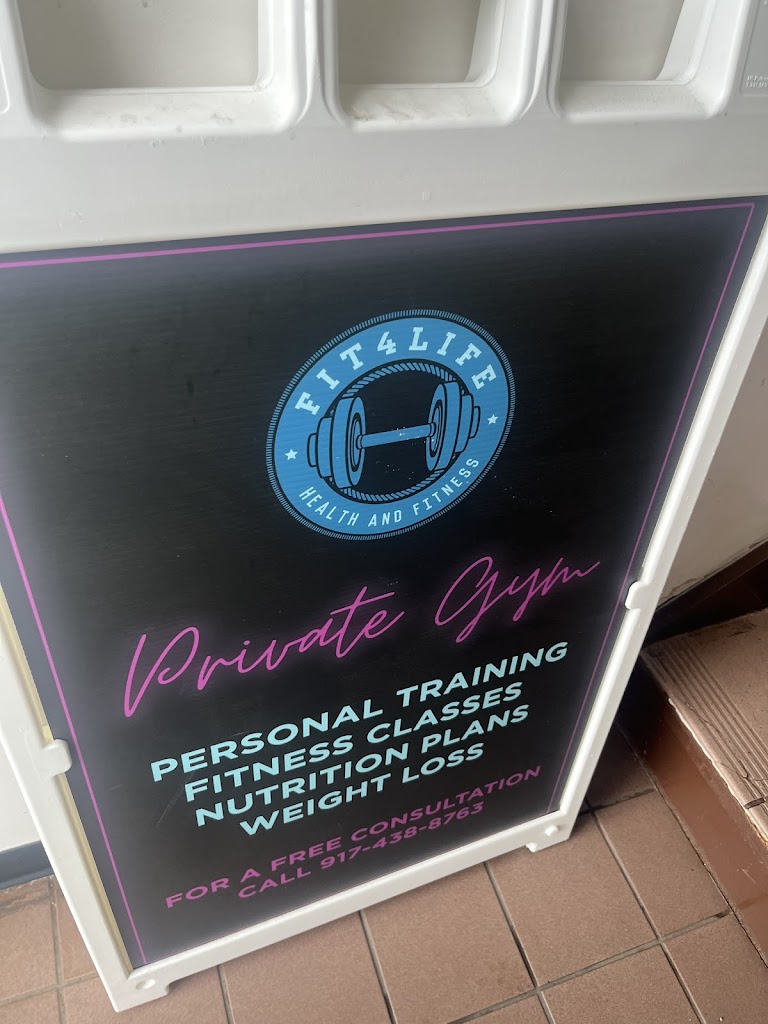 FIT4LIFE
HEALTH AND FITNESS
Private Gym
PERSONAL TRAINING
FITNESS CLASSES
NUTRITION PLANS
WEIGHT LOSS
FOR A FREE CONSULTATION
CALL 917-438-8763